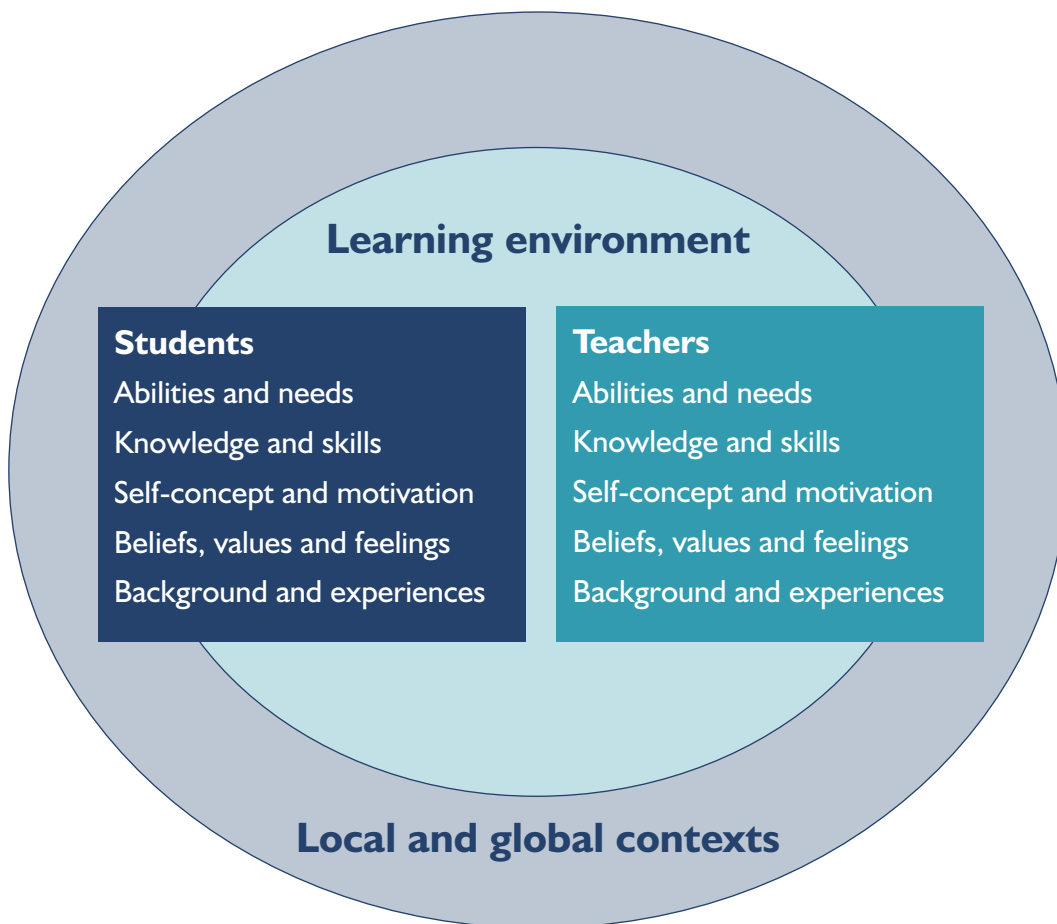 Learning environment
Students
Abilities and needs
Knowledge and skills
Self-concept and motivation
Beliefs, values and feelings
Background and experiences
Teachers
Abilities and needs
Knowledge and skills
Self-concept and motivation
Beliefs, values and feelings
Background and experiences
Local and global contexts